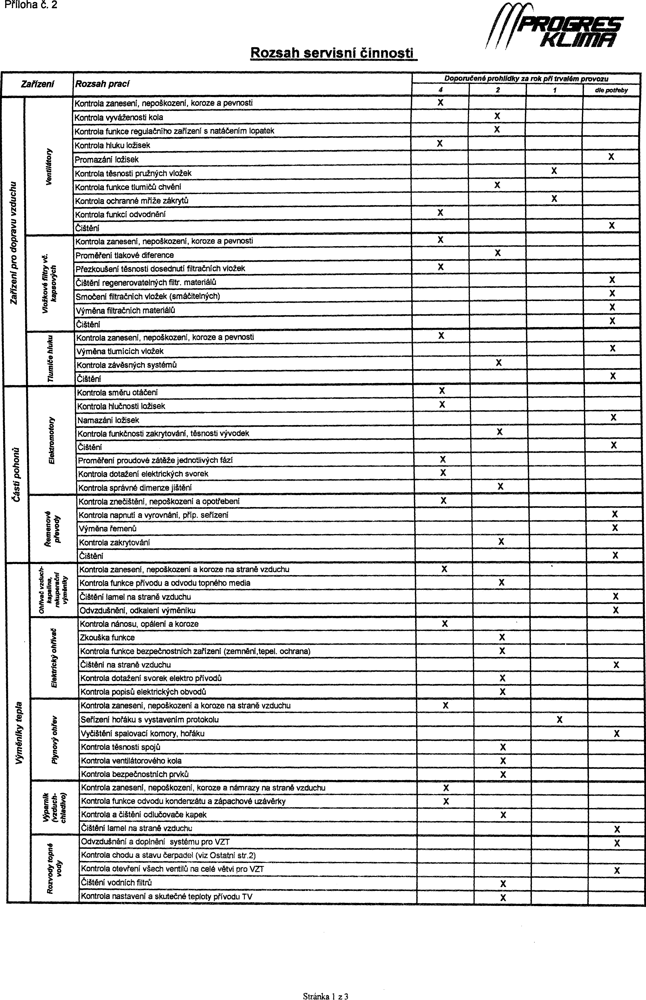 Příloha č. 2
PROGRES
KLIMA
Rozsah servisní činnosti
Zařízení
Rozsah prací
Doporučené prohlídky za rok při trvalém provozu
4 2 1 dle potřeby
Zařízení pro dopravu vzduchu
Ventilátory
Kontrola zanesení, nepoškození, koroze a pevnosti X
Kontrola vyváženosti kola X
Kontrola funkce regulačního zařízení s natáčením lopatek X
Kontrola hluku ložisek X
Promazání ložisek X
Kontrola těsnosti pružných vložek X
Kontrola funkce tlumičů chvění X
Kontrola ochranné mříže zákrytů X
Kontrola funkcí odvodnění X
Čištění X
Vložkové filtry vč.
kapsových
Kontrola zanesení, nepoškození, koroze a pevnosti X
Proměření tlakové diference X
Přezkoušení těsnosti dosednutí filtračních vložek X
Čištění regenerovatelných filtr. materiálů X
Smočení filtračních vložek (smáčitelných) X
Výměna filtračních materiálů X
Čištění X
Tlumiče hluku
Kontrola zanesení, nepoškození, koroze a pevnosti X
Výměna tlumících vložek X
Kontrola závěsných systémů X
Čištění X
Části pohonů
Elektromotory
Kontrola směru otáčení X
Kontrola hlučnosti ložisek X
Namazání ložisek X
Kontrola funkčnosti zakrytování, těsnosti vývodek X
Čištění X
Proměření proudové zátěže jednotlivých fází X
Kontrola dotažení elektrických svorek X
Kontrola správné dimenze jištění X
Řemenové
převody
Kontrola znečištění, nepoškození a opotřebení X
Kontrola napnutí a vyrovnání, příp. seřízení X
Výměna řemenů X
Kontrola zakrytování X
Čištění X
Výměníky tepla
Ohřívač vzduch-
kapalina,
rekuperační
výměníky
Kontrola zanesení, nepoškození a koroze na straně vzduchu X
Kontrola funkce přívodu a odvodu topného media X
Čištění lamel na straně vzduchu X
Odvzdušnění, odkalení výměníku X
Elektrický ohřívač
Kontrola nánosu, opálení a koroze X
Zkouška funkce X
Kontrola funkce bezpečnostních zařízení (zemnění,tepel. ochrana) X
Čištění na straně vzduchu X
Kontrola dotažení svorek elektro přívodů X
Kontrola popisů elektrických obvodů X
Plynový ohřev
Kontrola zanesení, nepoškození a koroze na straně vzduchu X
Seřízení hořáku s vystavením protokolu X
Vyčištění spalovací komory, hořáku X
Kontrola těsnosti spojů X
Kontrola ventilátorového kola X
Kontrola bezpečnostních prvků X
Výparník
(vzduch-
chladivo)
Kontrola zanesení, nepoškození, koroze a námrazy na straně vzduchu X
Kontrola funkce odvodu kondenzátu a zápachové uzávěrky X
Kontrola a čištění odlučovače kapek X
Čištění lamel na straně vzduchu X
Rozvody topné
vody
Odvzdušnění a doplnění systému pro VZT X
Kontrola chodu a stavu čerpadel (viz Ostatní str.2)
Kontrola otevření všech ventilů na celé větvi pro VZT X
Čištění vodních filtrů X
Kontrola nastavení a skutečné teploty přívodu TV X
Stránka 1 z 3